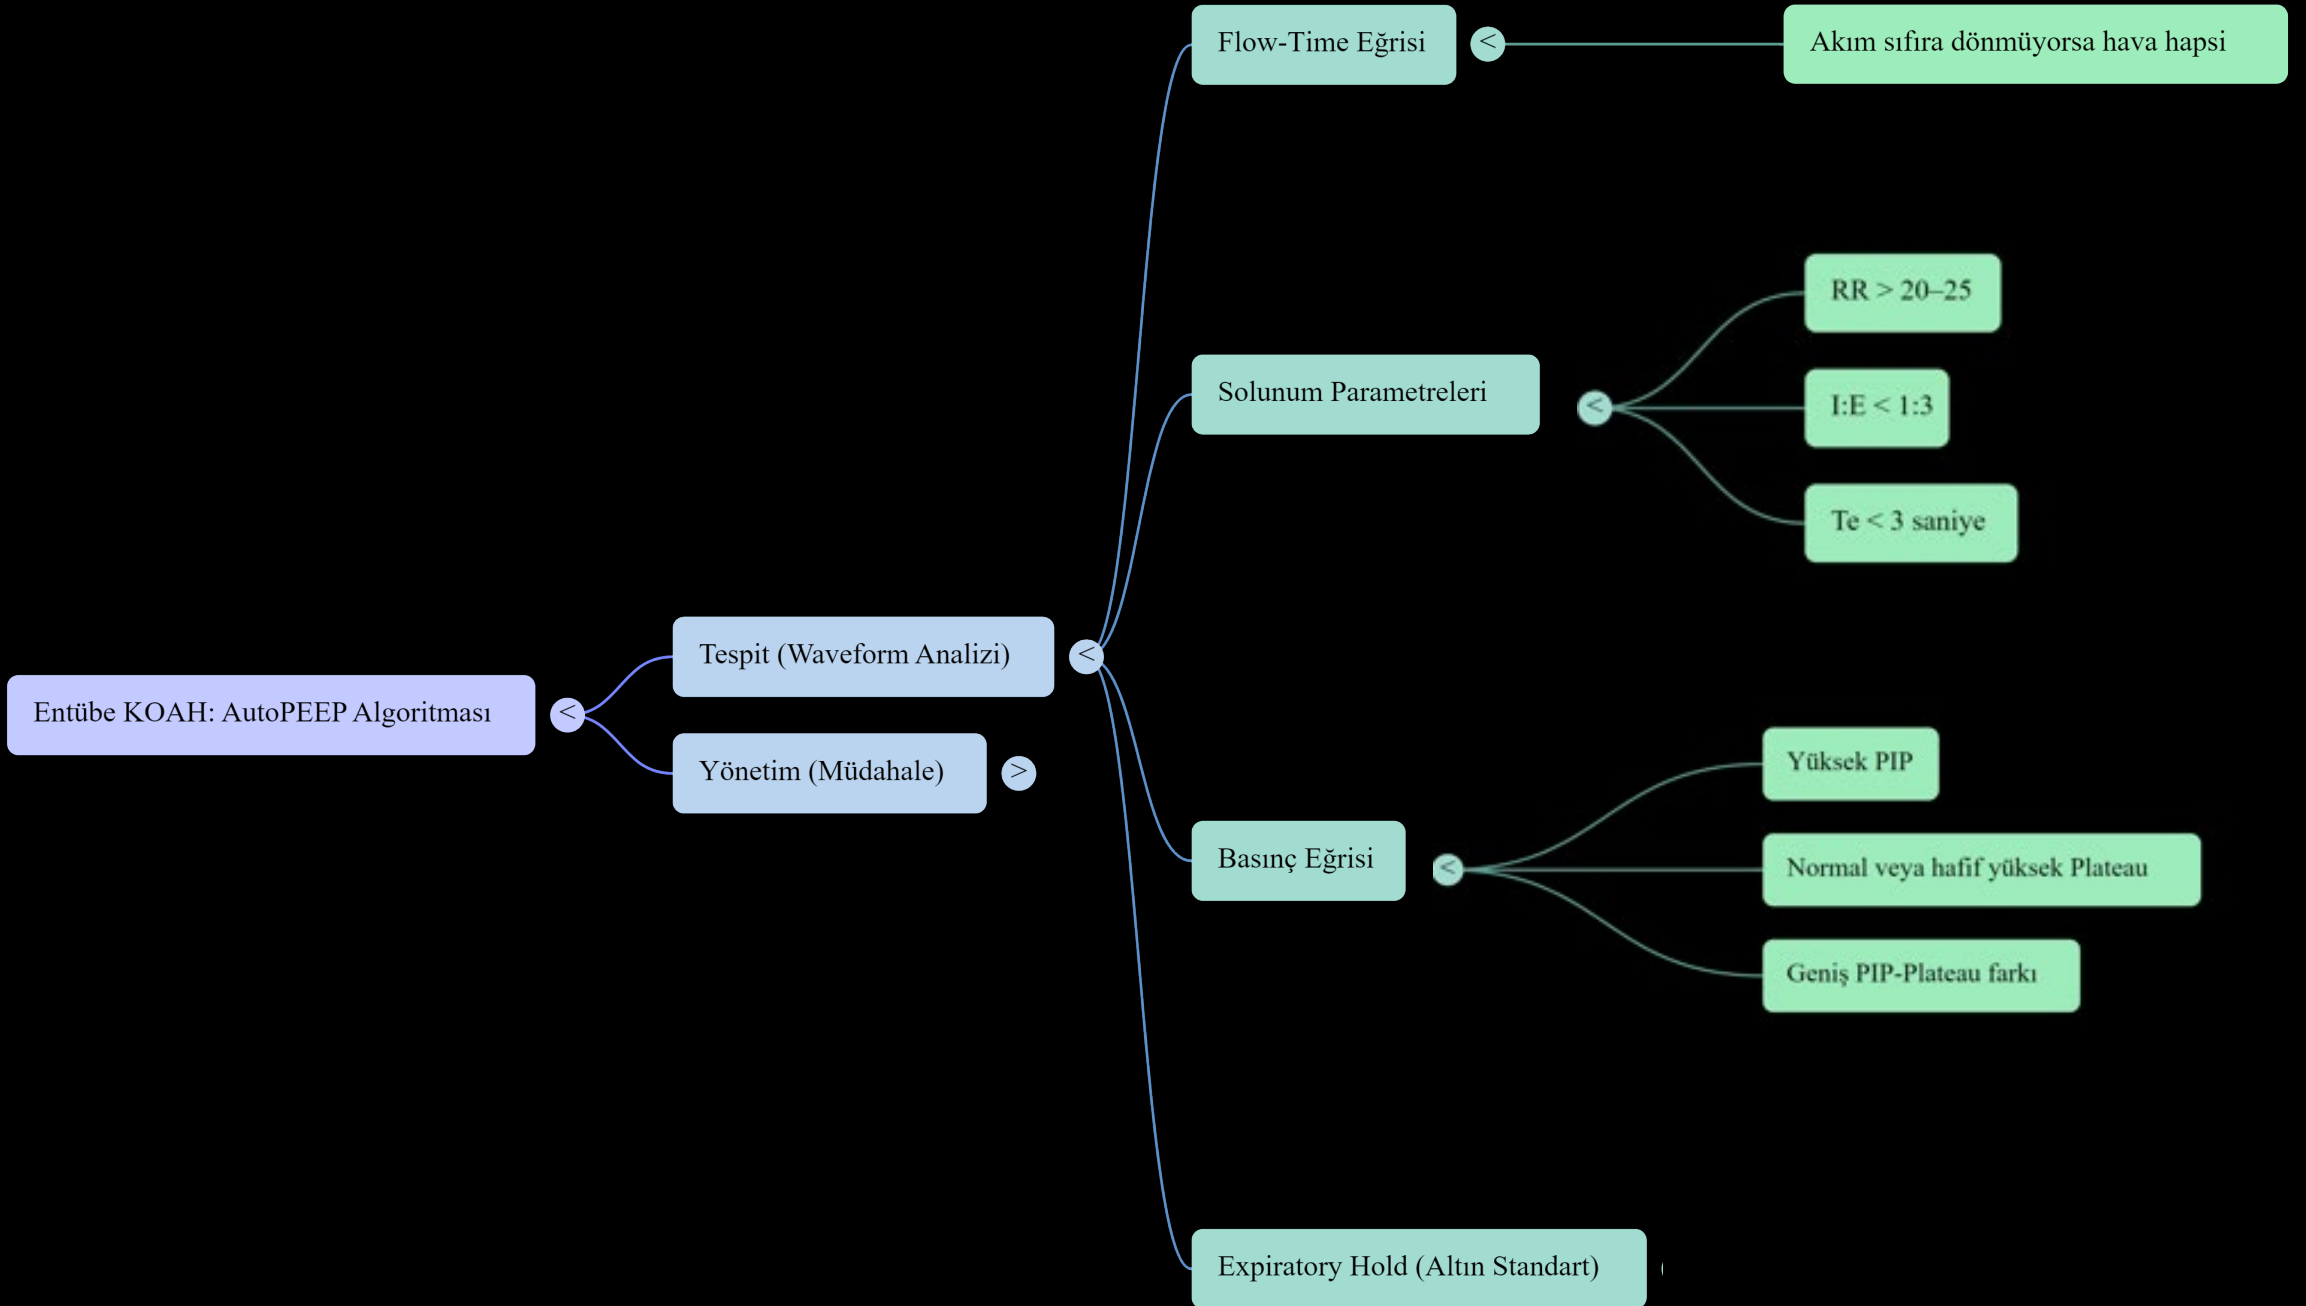 Entübe KOAH: AutoPEEP Algoritması
<
Tespit (Waveform Analizi)
<
Yönetim (Müdahale)
>
Flow-Time Eğrisi
<
Akım sıfıra dönmüyorsa hava hapsi
Solunum Parametreleri
<
RR > 20–25
I:E < 1:3
Te < 3 saniye
Basınç Eğrisi
<
Yüksek PIP
Normal veya hafif yüksek Plateau
Geniş PIP-Plateau farkı
Expiratory Hold (Altın Standart)